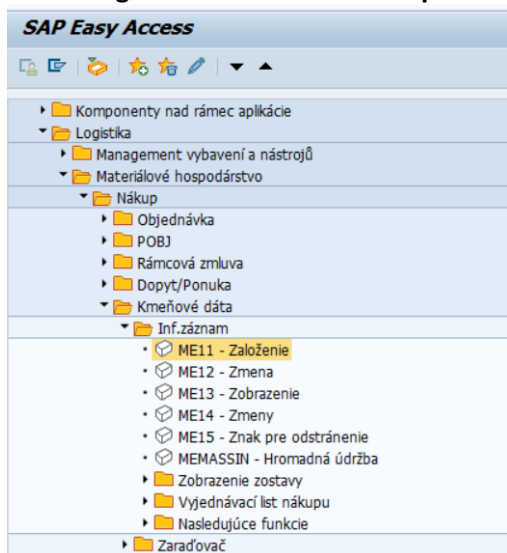 SAP Easy Access
Komponenty nad rámec aplikácie
Logistika
Management vybavení a nástrojů
Materiálové hospodárstvo
Nákup
Objednávka
POBJ
Rámcová zmluva
Dopyt/Ponuka
Kmeňové dáta
Inf.záznam
ME11 - Založenie
ME12 - Zmena
ME13 - Zobrazenie
ME14 - Zmeny
ME15 - Znak pre odstránenie
MEMASSIN - Hromadná údržba
Zobrazenie zostavy
Vyjednávací list nákupu
Nasledujúce funkcie
Zaraďovač